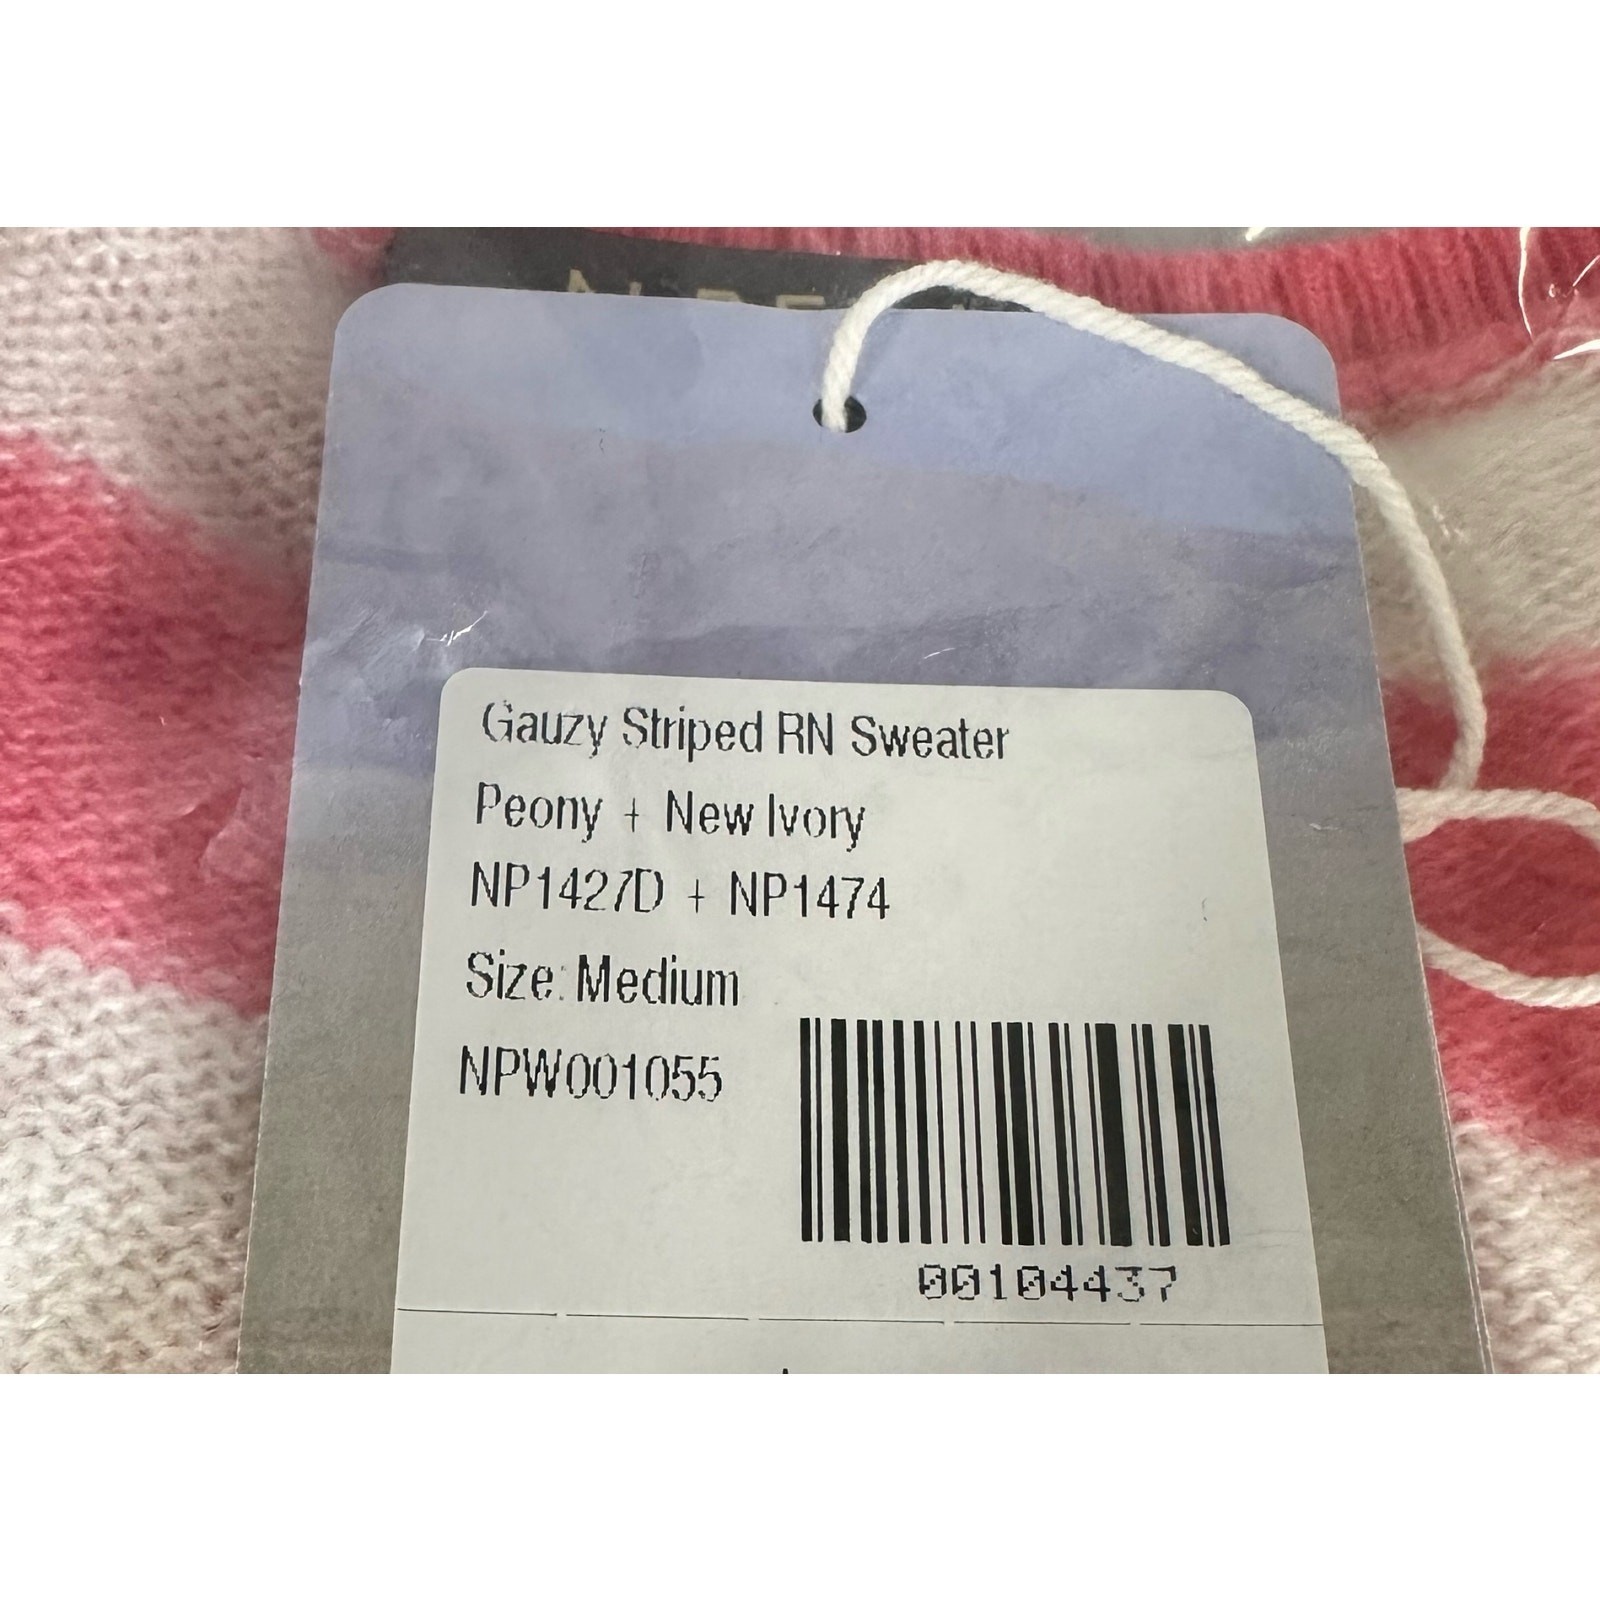 Gauzy Striped RN Sweater
Peony + New Ivory
NP1427D + NP1474
Size: Medium
NPW001055
00104437